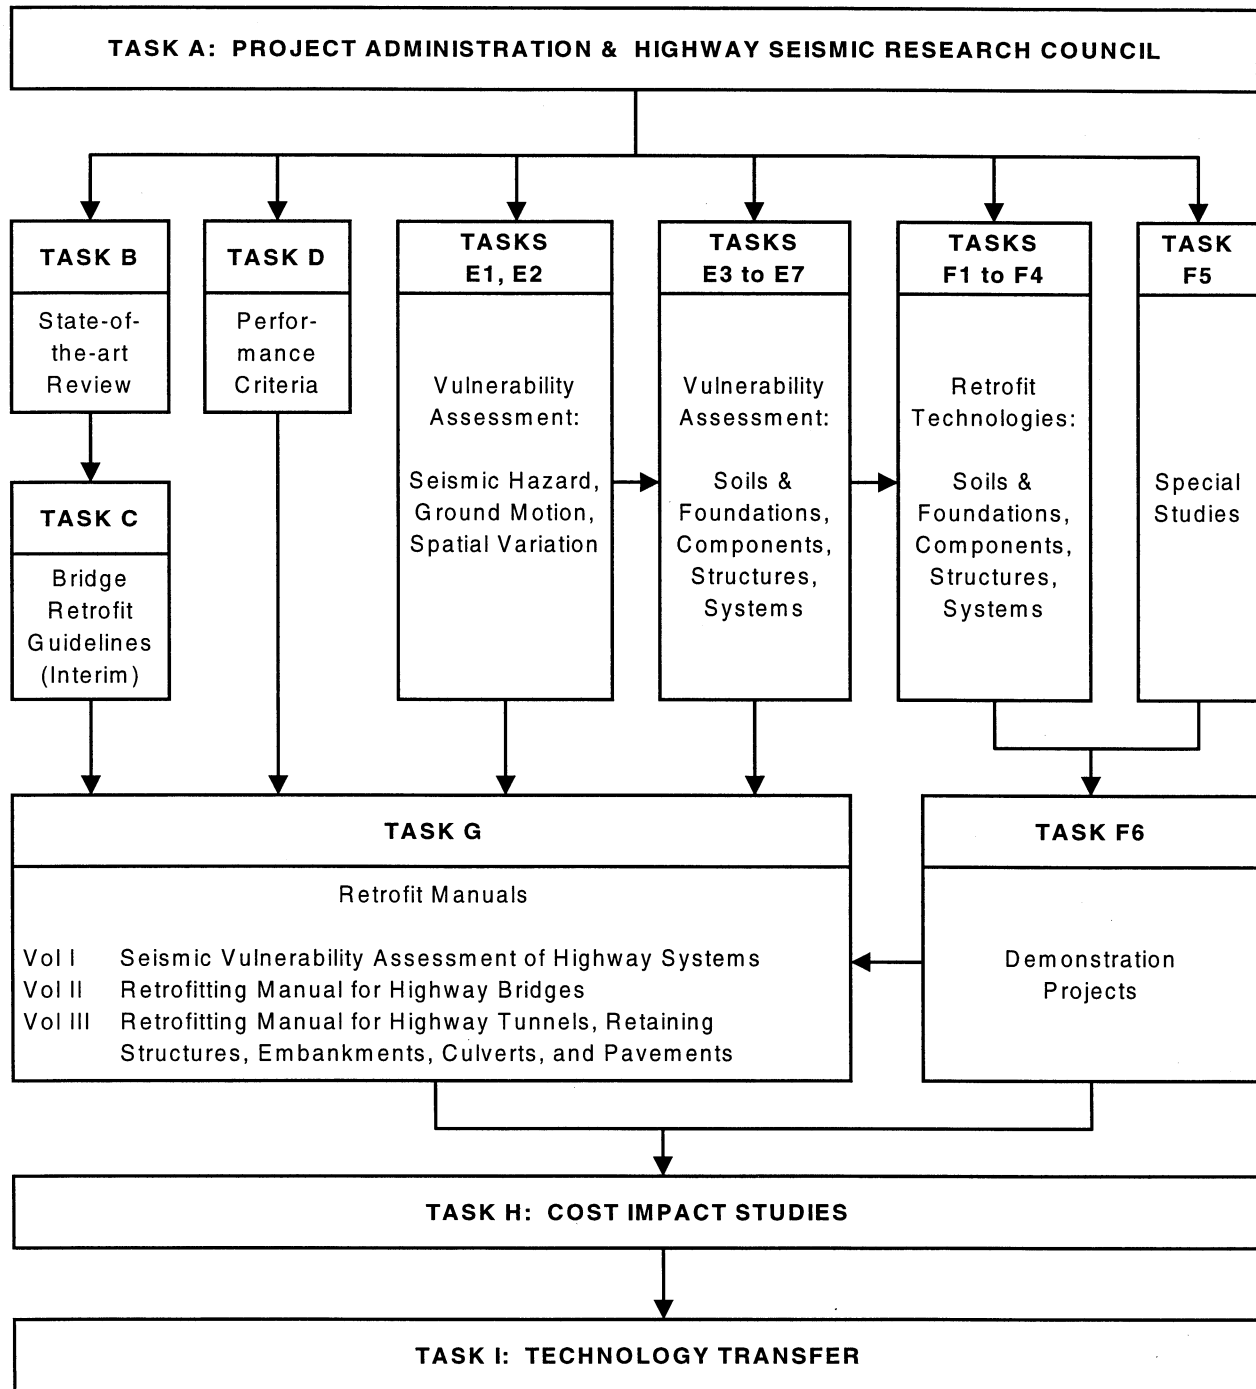 TASK A: PROJECT ADMINISTRATION & HIGHWAY SEISMIC RESEARCH COUNCIL
TASK B
State-of-
the-art
Review
TASK D
Perfor-
mance
Criteria
TASKS
E1, E2
Vulnerability
Assessment:
Seismic Hazard,
Ground Motion,
Spatial Variation
TASKS
E3 to E7
Vulnerability
Assessment:
Soils &
Foundations,
Components,
Structures,
Systems
TASKS
F1 to F4
Retrofit
Technologies:
Soils &
Foundations,
Components,
Structures,
Systems
TASK
F5
Special
Studies
TASK C
Bridge
Retrofit
Guidelines
(Interim)
TASK G
Retrofit Manuals
Vol I Seismic Vulnerability Assessment of Highway Systems
Vol II Retrofitting Manual for Highway Bridges
Vol III Retrofitting Manual for Highway Tunnels, Retaining
Structures, Embankments, Culverts, and Pavements
TASK F6
Demonstration
Projects
TASK H: COST IMPACT STUDIES
TASK I: TECHNOLOGY TRANSFER